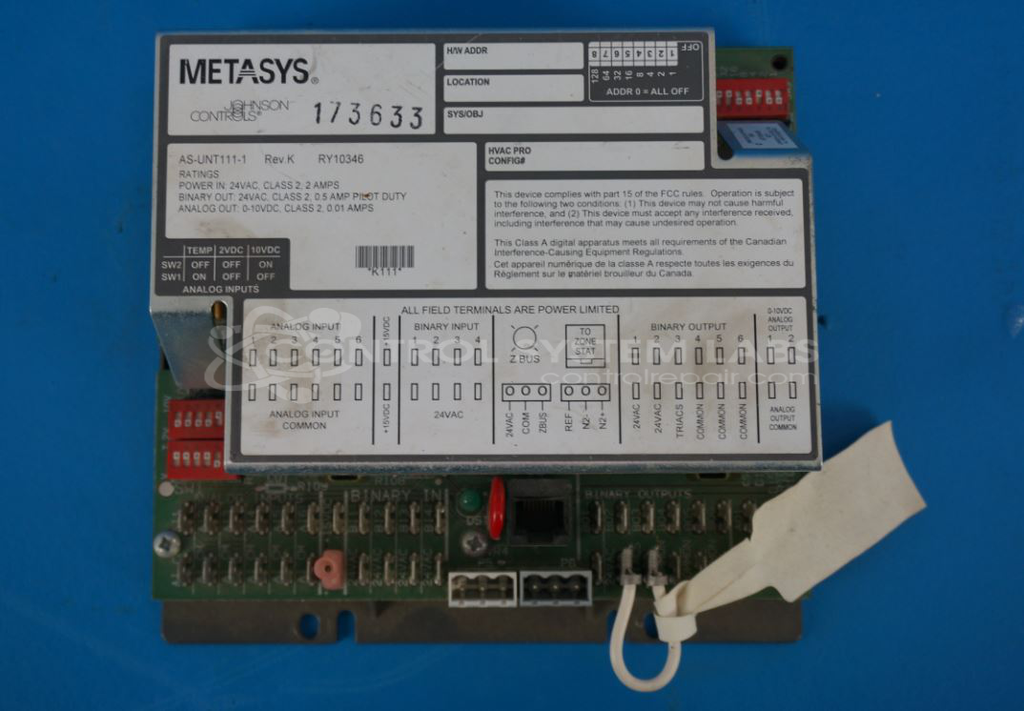 METASYS®
JOHNSON
CONTROLS®
173633
H/W ADDR
LOCATION
SYS/OBJ
8 7 6 5 4 3 2 1 OFF
128 64 32 16 8 4 2 1
ADDR 0 = ALL OFF
HVAC PRO
CONFIG#
AS-UNT111-1 Rev K RY10346
RATINGS
POWER IN: 24VAC, CLASS 2, 2 AMPS
BINARY OUT: 24VAC, CLASS 2, 0.5 AMP PILOT DUTY
ANALOG OUT: 0-10VDC, CLASS 2, 0.01 AMPS
*K111*
TEMP 2VDC 10VDC
SW2 OFF OFF ON
SW1 ON OFF OFF
ANALOG INPUTS
This device complies with part 15 of the FCC rules. Operation is subject
to the following two conditions. (1) This device may not cause harmful
interference, and (2) This device must accept any interference received,
including interference that may cause undesired operation.
This Class A digital apparatus meets all requirements of the Canadian
Interference-Causing Equipment Regulations.
Cet appareil numérique de la classe A respecte toutes les exigences du
Règlement sur le matériel brouilleur du Canada.
ALL FIELD TERMINALS ARE POWER LIMITED
ANALOG INPUT
2 3 4 5 6
ANALOG INPUT
COMMON
+15VDC
+15VDC
BINARY INPUT
1 2 3 4
24VAC
Z BUS
24VAC
COM
ZBUS
TO
ZONE
STAT
REF
N2-
N2+
BINARY OUTPUT
1 2 3 4 5 6
24VAC
24VAC
TRIACS
COMMON
COMMON
COMMON
0-10VDC
ANALOG
OUTPUT
2
ANALOG
OUTPUT
COMMON
CONTROL SYSTEM LABS
controlrepair.com
BINARY IN
BINARY OUTPUTS